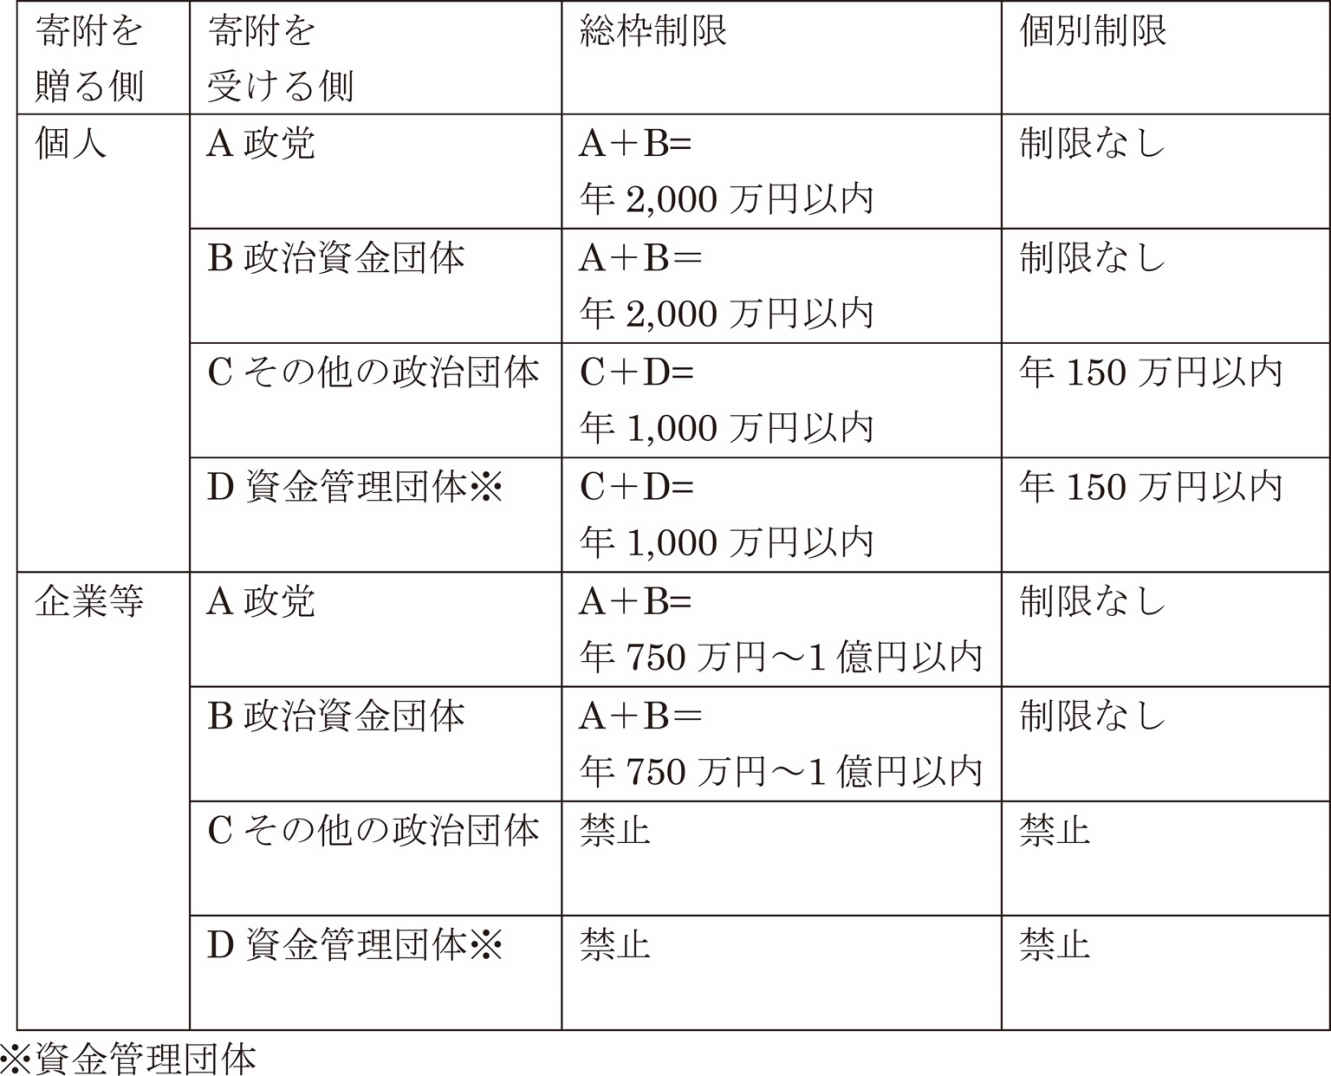 寄附を
贈る側
寄附を
受ける側
総枠制限
個別制限
個人
A 政党
A＋B=
年 2,000 万円以内
制限なし
B 政治資金団体
A＋B＝
年 2,000 万円以内
制限なし
C その他の政治団体
C＋D=
年 1,000 万円以内
年 150 万円以内
D 資金管理団体※
C＋D=
年 1,000 万円以内
年 150 万円以内
企業等
A 政党
A＋B=
年 750 万円～1 億円以内
制限なし
B 政治資金団体
A＋B＝
年 750 万円～1 億円以内
制限なし
C その他の政治団体
禁止
禁止
D 資金管理団体※
禁止
禁止
※資金管理団体